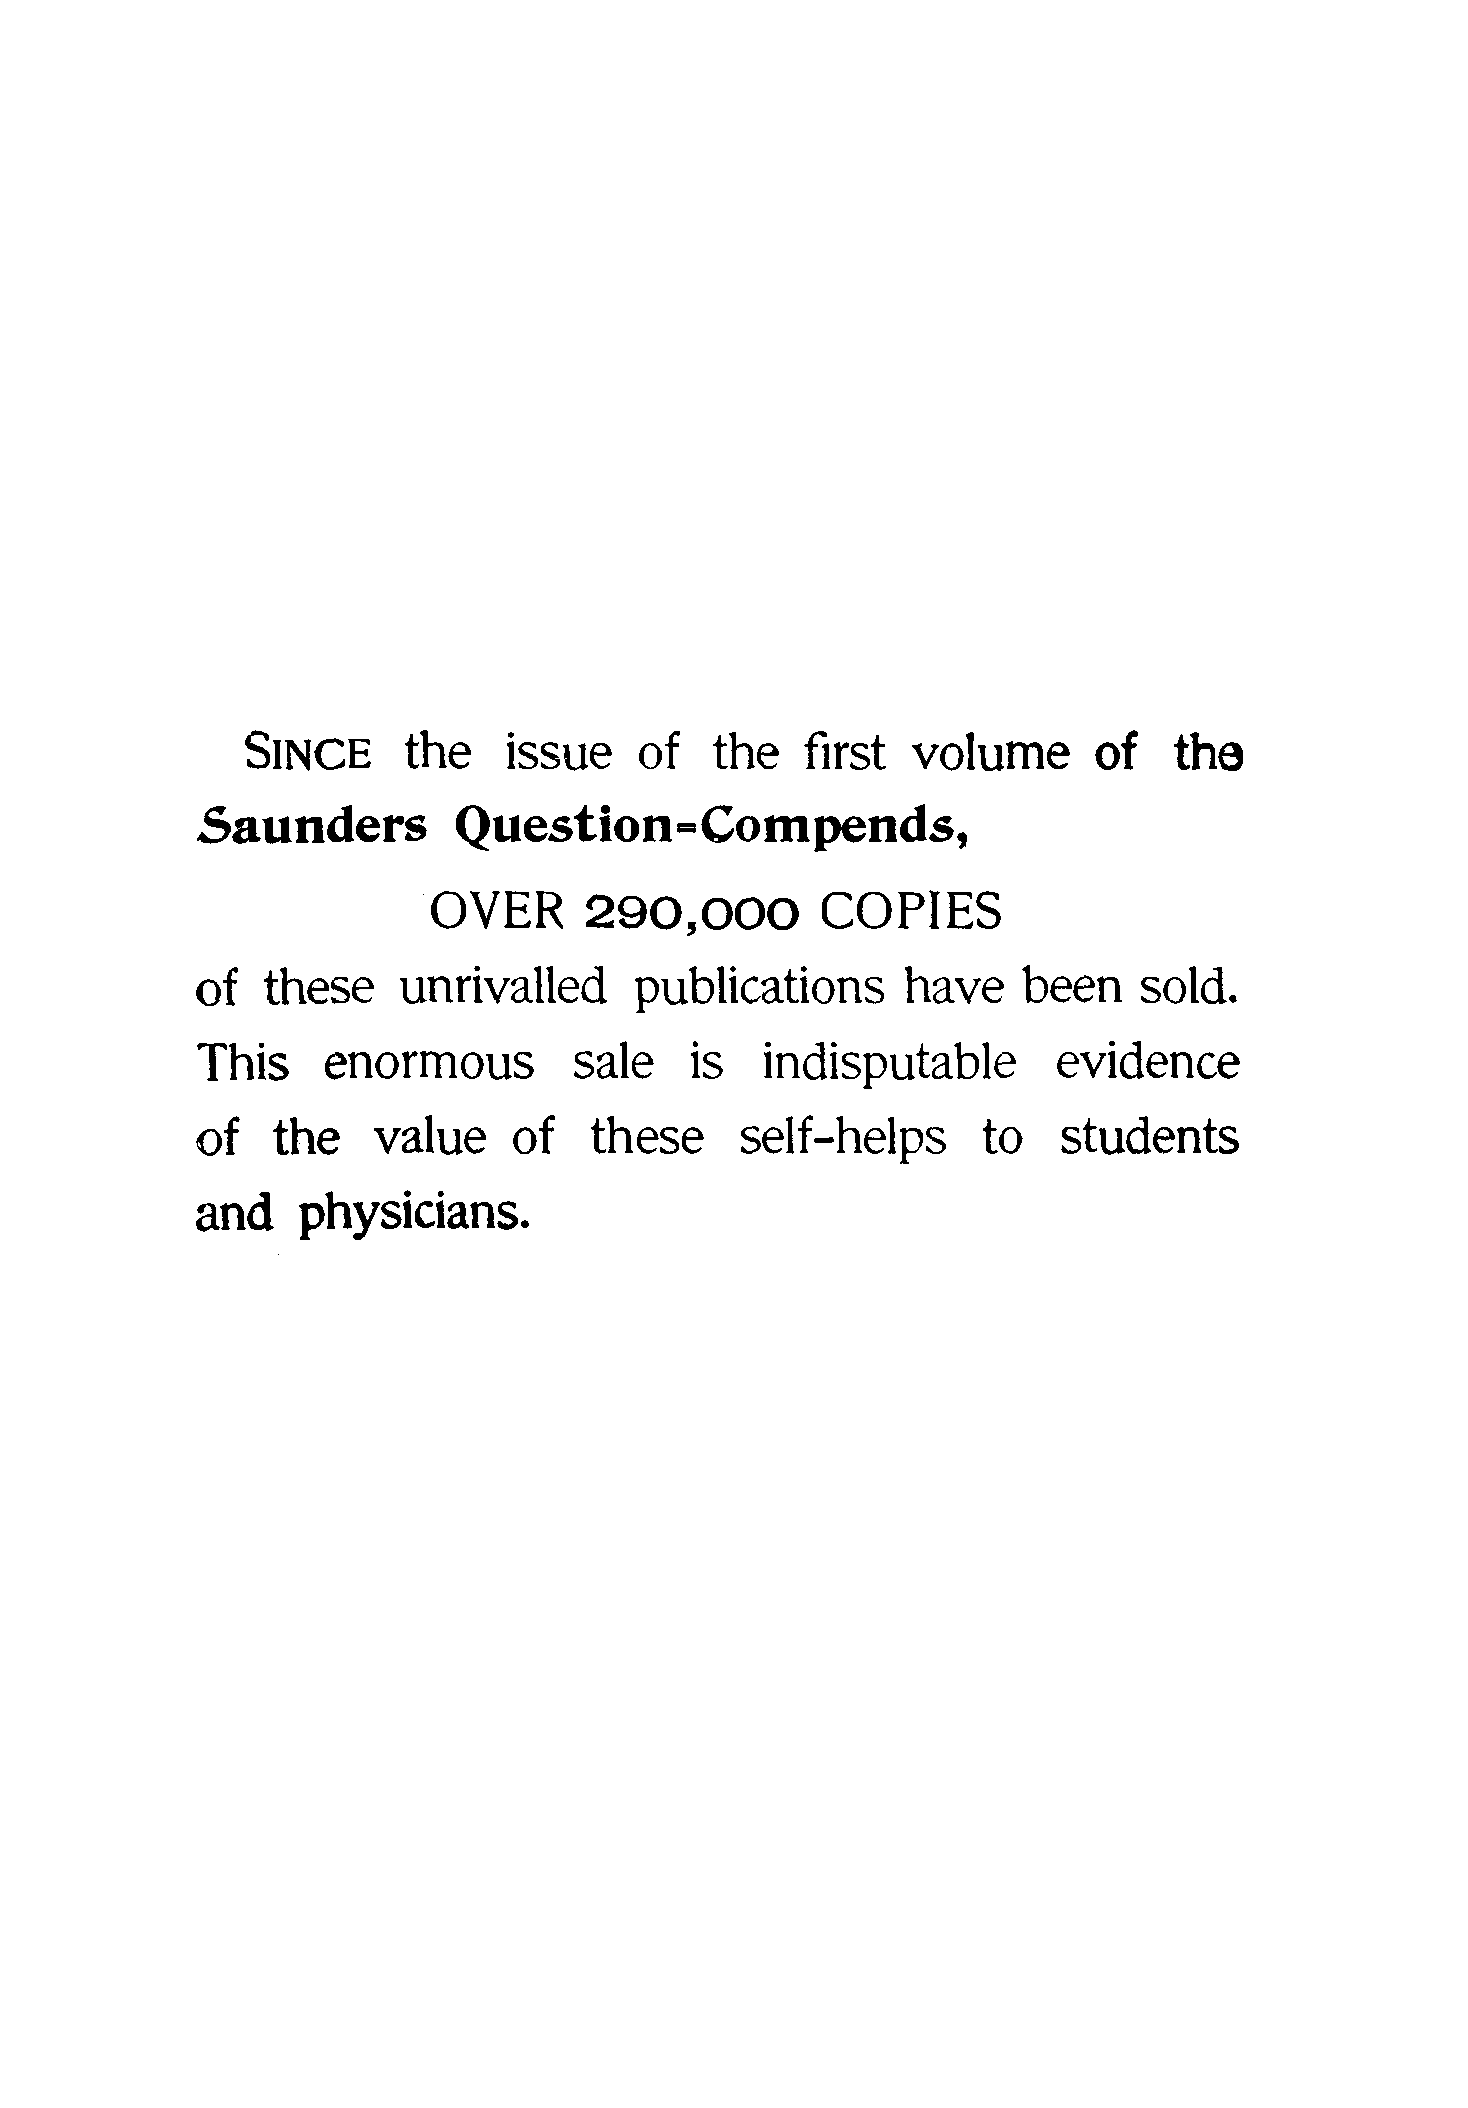 SINCE the issue of the first volume of the
Saunders Question-Compends,
OVER 290,000 COPIES
of these unrivalled publications have been sold.
This enormous sale is indisputable evidence
of the value of these self-helps to students
and physicians.